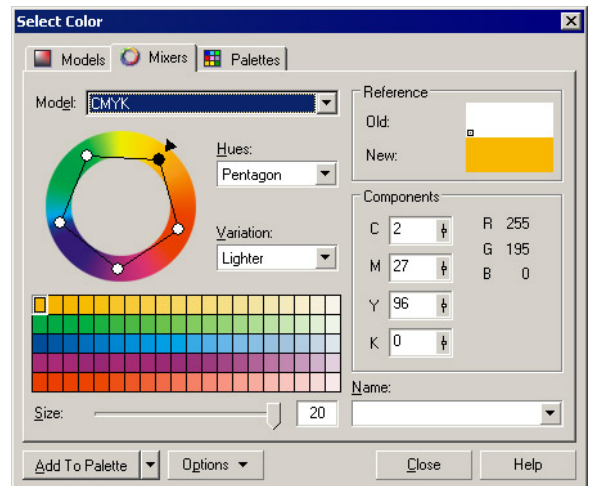 Select Color
Models Mixers Palettes
Model: CMYK
Hues:
Pentagon
Variation:
Lighter
Size: 20
Reference
Old:
New:
Components
C 2 R 255
G 195
M 27 B 0
Y 96
K 0
Name:
Add To Palette Options Close Help